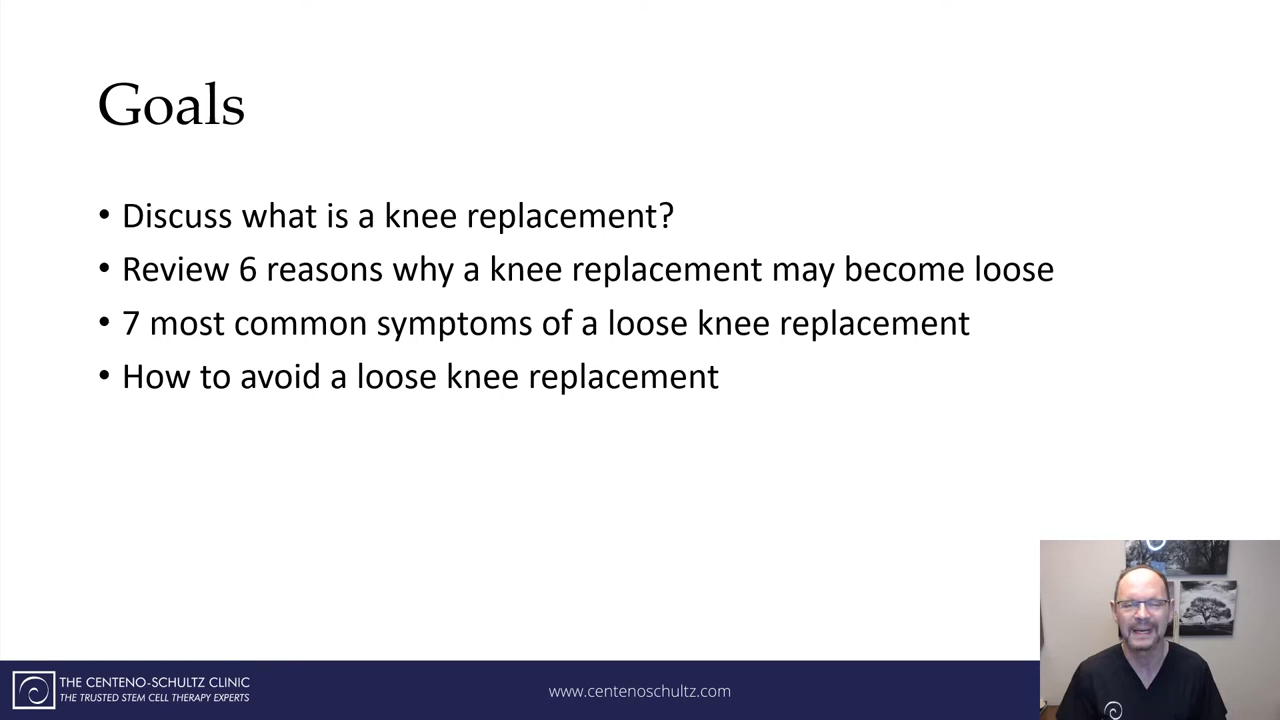 Goals
• Discuss what is a knee replacement?
• Review 6 reasons why a knee replacement may become loose
• 7 most common symptoms of a loose knee replacement
• How to avoid a loose knee replacement
THE CENTENO-SCHULTZ CLINIC
THE TRUSTED STEM CELL THERAPY EXPERTS
www.centenoschultz.com